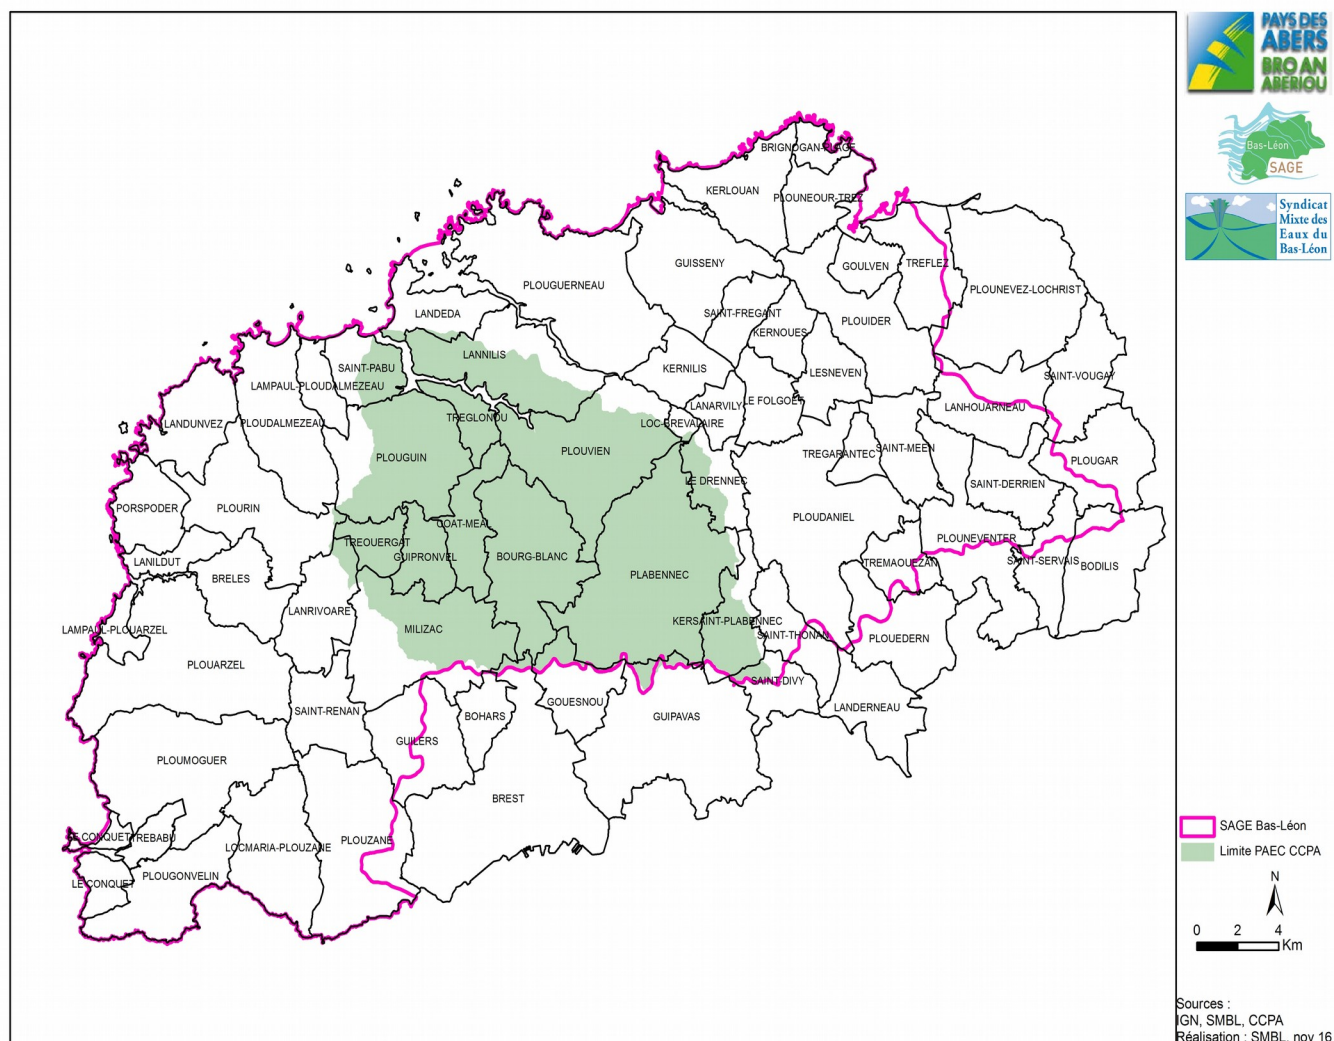 PAYS DES
ABERS
BRO AN
ABERIOU
Bas-Léon
SAGE
Syndicat
Mixte des
Eaux du
Bas-Léon
BRIGNOGAN-PLAGE
KERLOUAN
PLOUNEOUR-TREZ
GUISSENY
GOULVEN
TREFLEZ
PLOUGUERNEAU
PLOUNEVEZ-LOCHRIST
LANDEDA
SAINT-FREGANT
PLOUIDER
KERNOUES
LANNILIS
SAINT-PABU
KERNILIS
LESNEVEN
SAINT-VOUGAY
LAMPAUL-PLOUDALMEZEAU
LE FOLGOET
LANARVILY
LANHOUARNEAU
TREGLONOU
LANDUNVEZ
PLOUDALMEZEAU
LOC-BREVALAIRE
PLOUVIEN
SAINT-MEEN
TREGARANTEC
PLOUGUIN
PLOUGAR
LE DRENNEC
SAINT-DERRIEN
PORSPODER
PLOURIN
PLOUDANIEL
COAT-MEAL
PLOUNEVENTER
TREOUERGAT
GUIPRONVEL
BOURG-BLANC
LANILDUT
TREMAOUEZAN
SAINT-SERVAIS
BODILIS
BRELES
PLABENNEC
LANRIVOARE
KERSAINT-PLABENNEC
LAMPAUL-PLOUARZEL
MILIZAC
SAINT-THONAN
PLOUEDERN
PLOUARZEL
SAINT-DIVY
GOUESNOU
LANDERNEAU
SAINT-RENAN
BOHARS
GUIPAVAS
GUILERS
PLOUMOGUER
BREST
LE CONQUET
TREBABU
LOCMARIA-PLOUZANE
PLOUZANE
PLOUGONVELIN
LE CONQUET
SAGE Bas-Léon
Limite PAEC CCPA
N
0 2 4
Km
Sources :
IGN, SMBL, CCPA
Réalisation : SMBL, nov 16